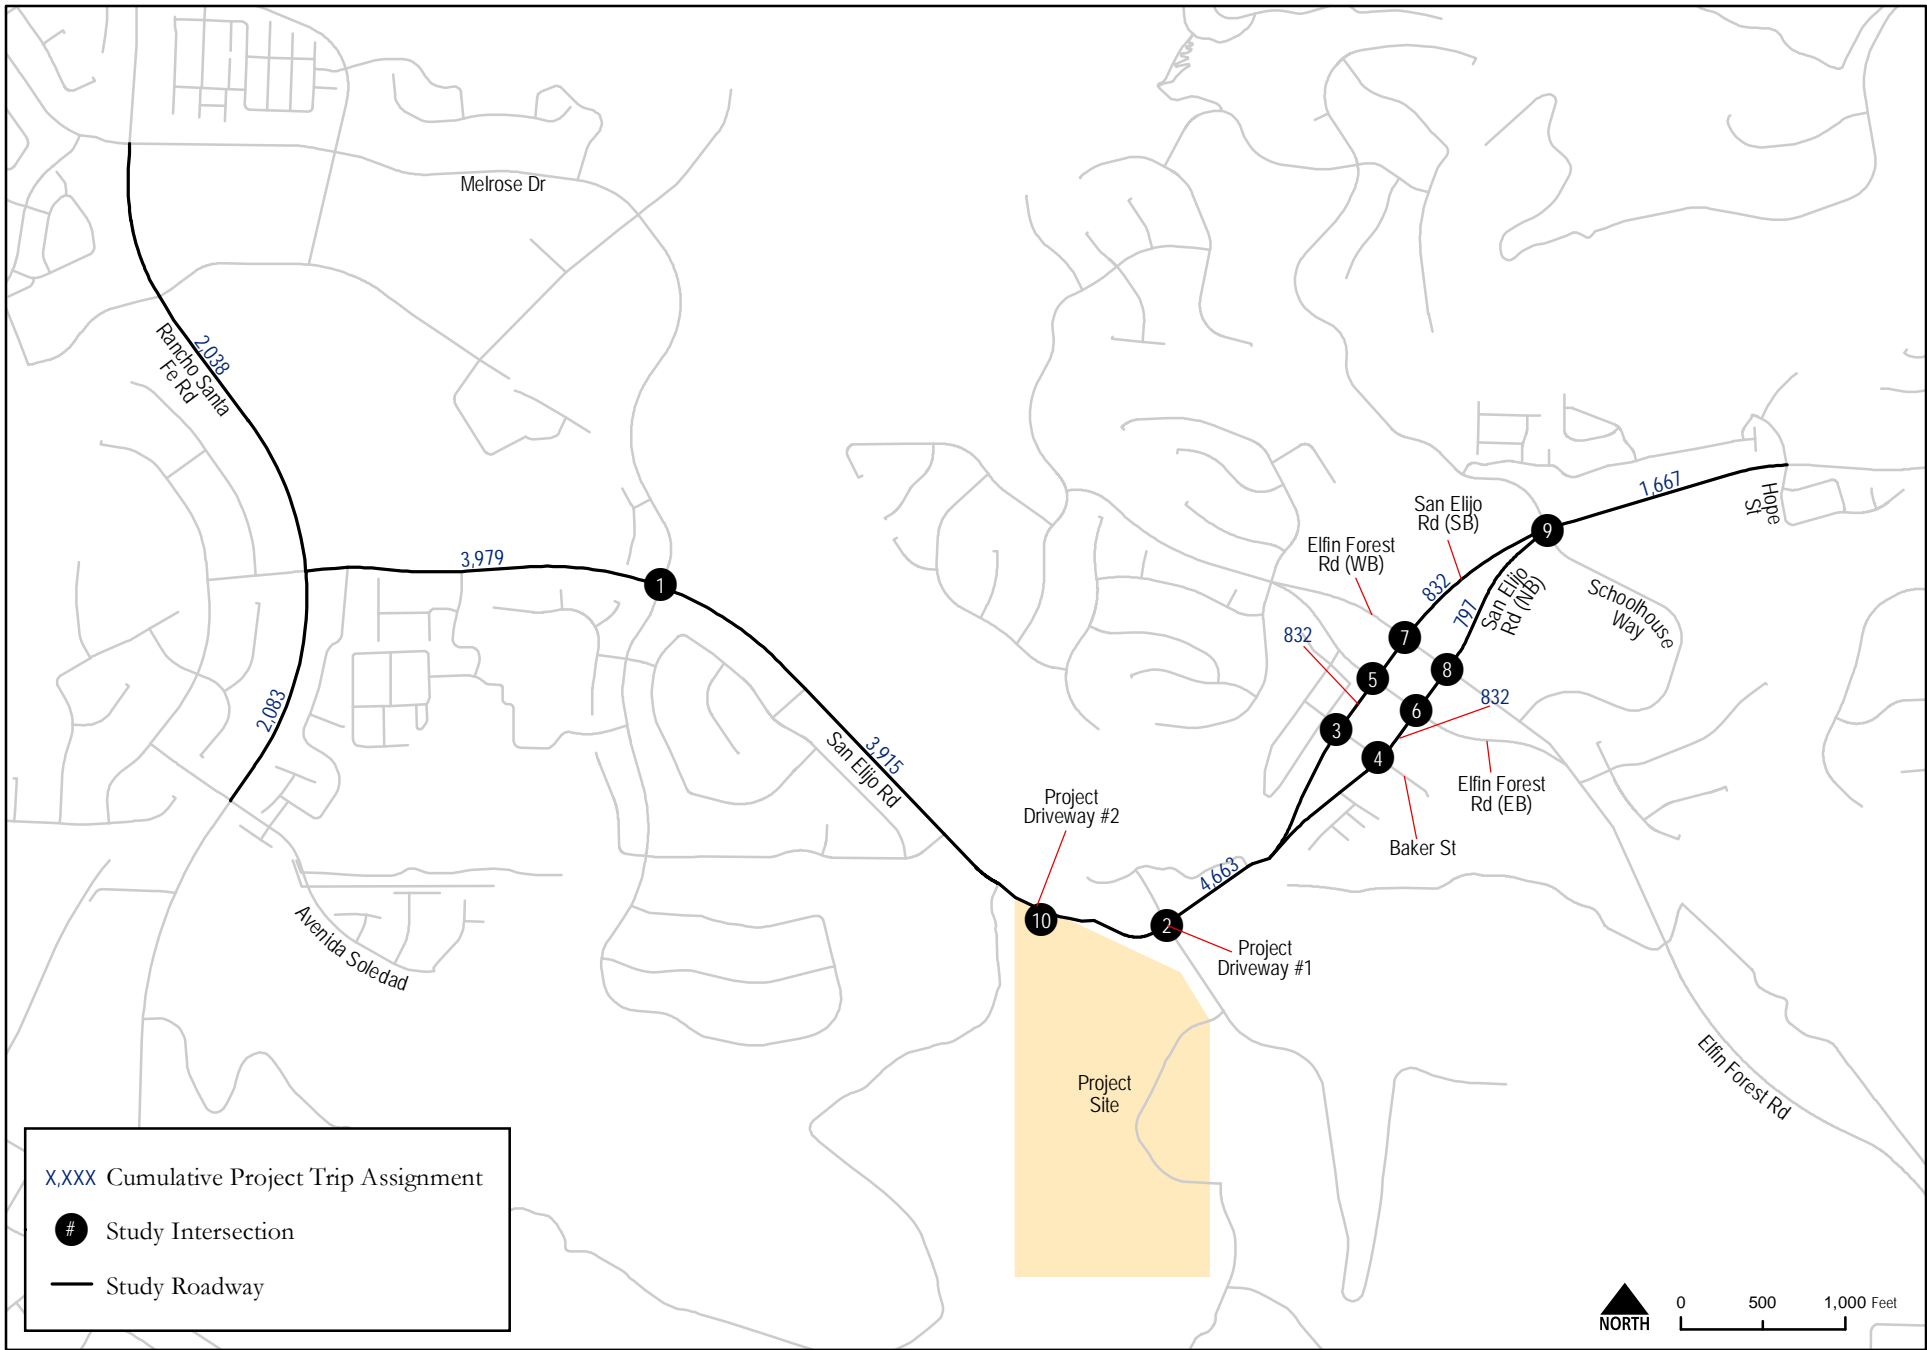 Melrose Dr
2,038
Rancho Santa
Fe Rd
3,979
1
2,083
3,915
San Elijo Rd
Avenida Soledad
Project
Driveway #2
10
2
Project
Driveway #1
4,663
Project
Site
San Elijo
Rd (SB)
Elfin Forest
Rd (WB)
832
797
San Elijo
Rd (NB)
9
1,667
Hope
St
Schoolhouse
Way
832
7
5
8
3
6
832
4
Elfin Forest
Rd (EB)
Baker St
Elfin Forest Rd
X,XXX Cumulative Project Trip Assignment
# Study Intersection
Study Roadway
NORTH
0 500 1,000 Feet